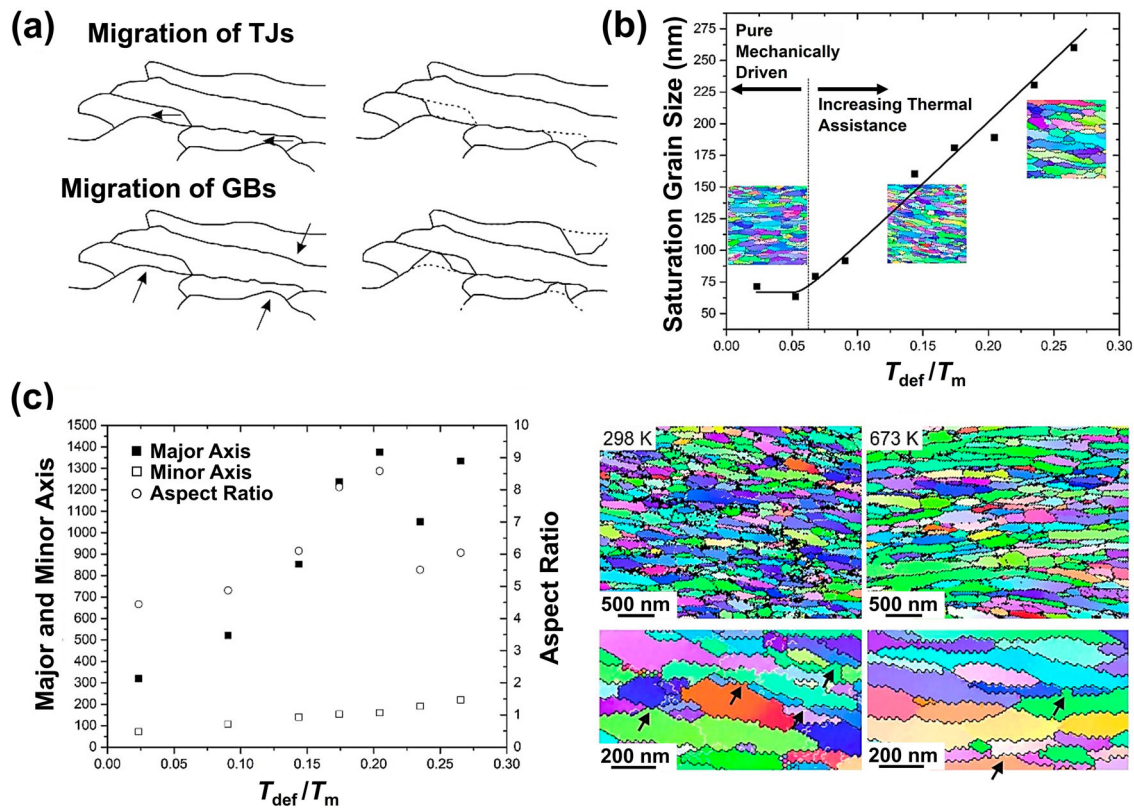 (a)
Migration of TJs
Migration of GBs
(b)
Saturation Grain Size (nm)
275
250
225
200
175
150
125
100
75
50
Pure
Mechanically
Driven
Increasing Thermal
Assistance
0.00 0.05 0.10 0.15 0.20 0.25 0.30
Tdef/Tm
(c)
Major and Minor Axis
1500
1400
1300
1200
1100
1000
900
800
700
600
500
400
300
200
100
0
Major Axis
Minor Axis
Aspect Ratio
10
9
8
7
6
5
4
3
2
1
0
Aspect Ratio
0.00 0.05 0.10 0.15 0.20 0.25 0.30
Tdef/Tm
298 K
500 nm
673 K
500 nm
200 nm
200 nm